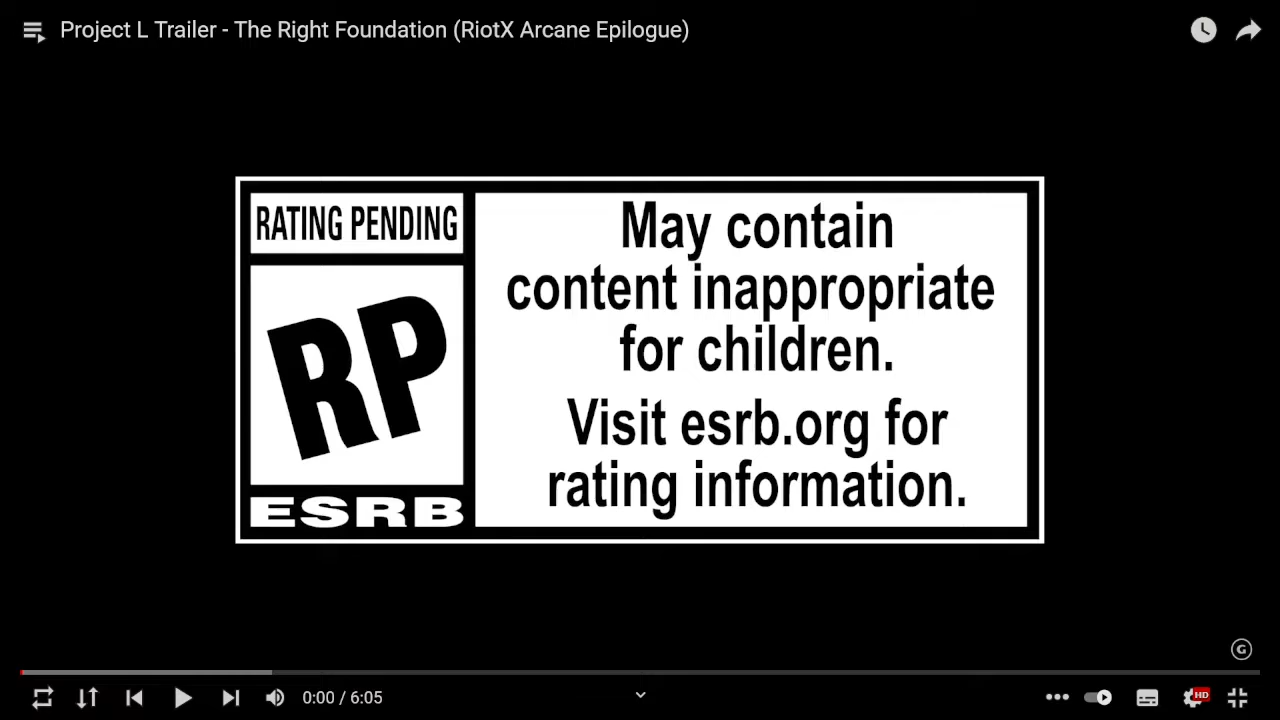 Project L Trailer - The Right Foundation (RiotX Arcane Epilogue)
RATING PENDING
RP
ESRB
May contain
content inappropriate
for children.
Visit esrb.org for
rating information.
G
0:00 / 6:05
HD